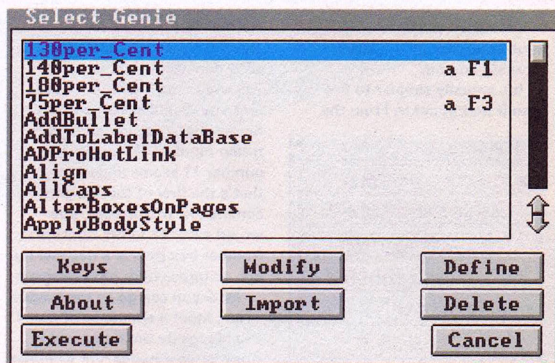 Select Genie
130per_Cent
140per_Cent a F1
180per_Cent
75per_Cent a F3
AddBullet
AddToLabelDataBase
ADProHotLink
Align
AllCaps
AlterBoxesOnPages
ApplyBodyStyle
Keys Modify Define
About Import Delete
Execute Cancel